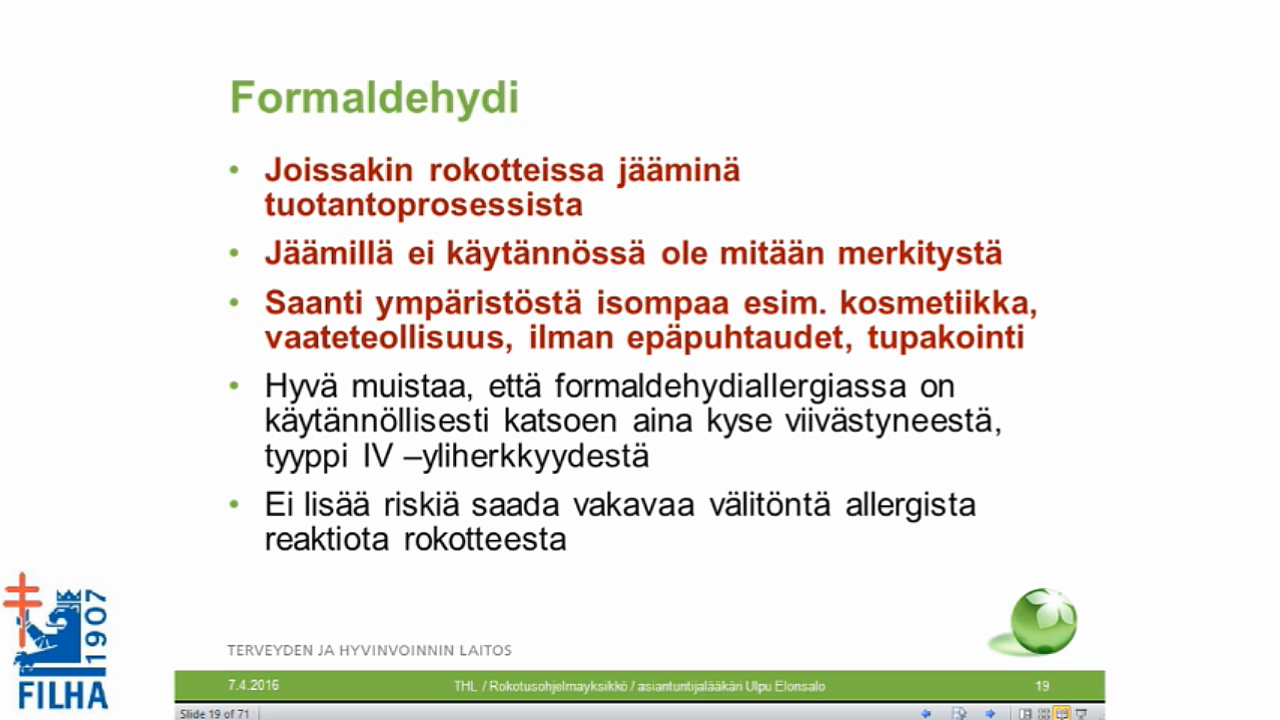 Formaldehydi
• Joissakin rokotteissa jääminä
tuotantoprosessista
• Jäämillä ei käytännössä ole mitään merkitystä
• Saanti ympäristöstä isompaa esim. kosmetiikka,
vaateteollisuus, ilman epäpuhtaudet, tupakointi
• Hyvä muistaa, että formaldehydiallergiassa on
käytännöllisesti katsoen aina kyse viivästyneestä,
tyyppi IV –yliherkkyydestä
• Ei lisää riskiä saada vakavaa välitöntä allergista
reaktiota rokotteesta
1907
FILHA
TERVEYDEN JA HYVINVOINNIN LAITOS
7.4.2016 THL / Rokotusohjelmayksikkö / asiantuntijalääkäri Ulpu Elonsalo 19
Slide 19 of 71